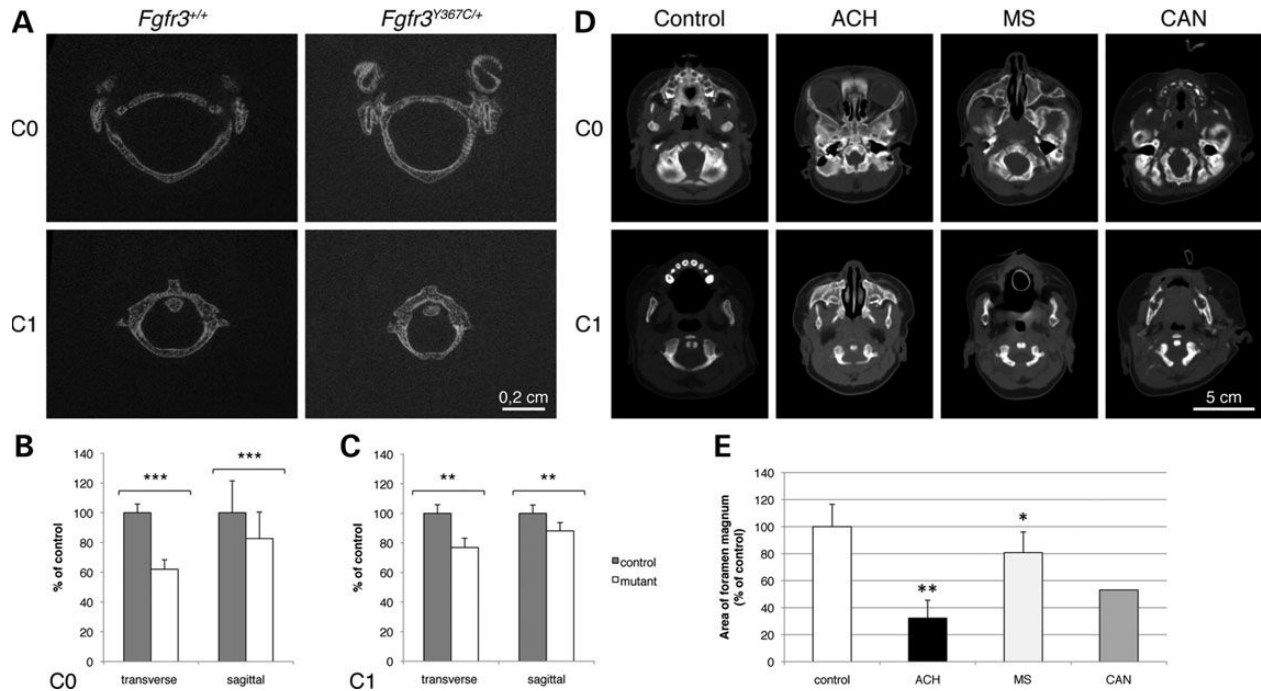 A
Fgfr3+/+
Fgfr3Y367C/+
C0
C1
0,2 cm
D
Control
ACH
MS
CAN
C0
C1
5 cm
B
% of control
140
120
100
80
60
40
20
0
***
***
transverse
sagittal
C0
C
% of control
140
120
100
80
60
40
20
0
**
**
transverse
sagittal
C1
control
mutant
E
Area of foramen magnum
(% of control)
140
120
100
80
60
40
20
0
**
*
control
ACH
MS
CAN